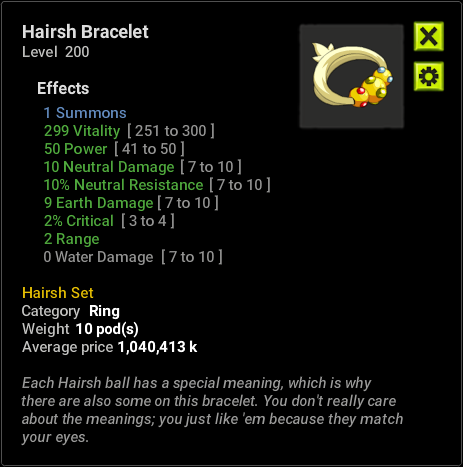 Hairsh Bracelet
Level 200
Effects
1 Summons
299 Vitality [ 251 to 300 ]
50 Power [ 41 to 50 ]
10 Neutral Damage [ 7 to 10 ]
10% Neutral Resistance [ 7 to 10 ]
9 Earth Damage [ 7 to 10 ]
2% Critical [ 3 to 4 ]
2 Range
0 Water Damage [ 7 to 10 ]
Hairsh Set
Category Ring
Weight 10 pod(s)
Average price 1,040,413 k
Each Hairsh ball has a special meaning, which is why
there are also some on this bracelet. You don't really care
about the meanings; you just like 'em because they match
your eyes.